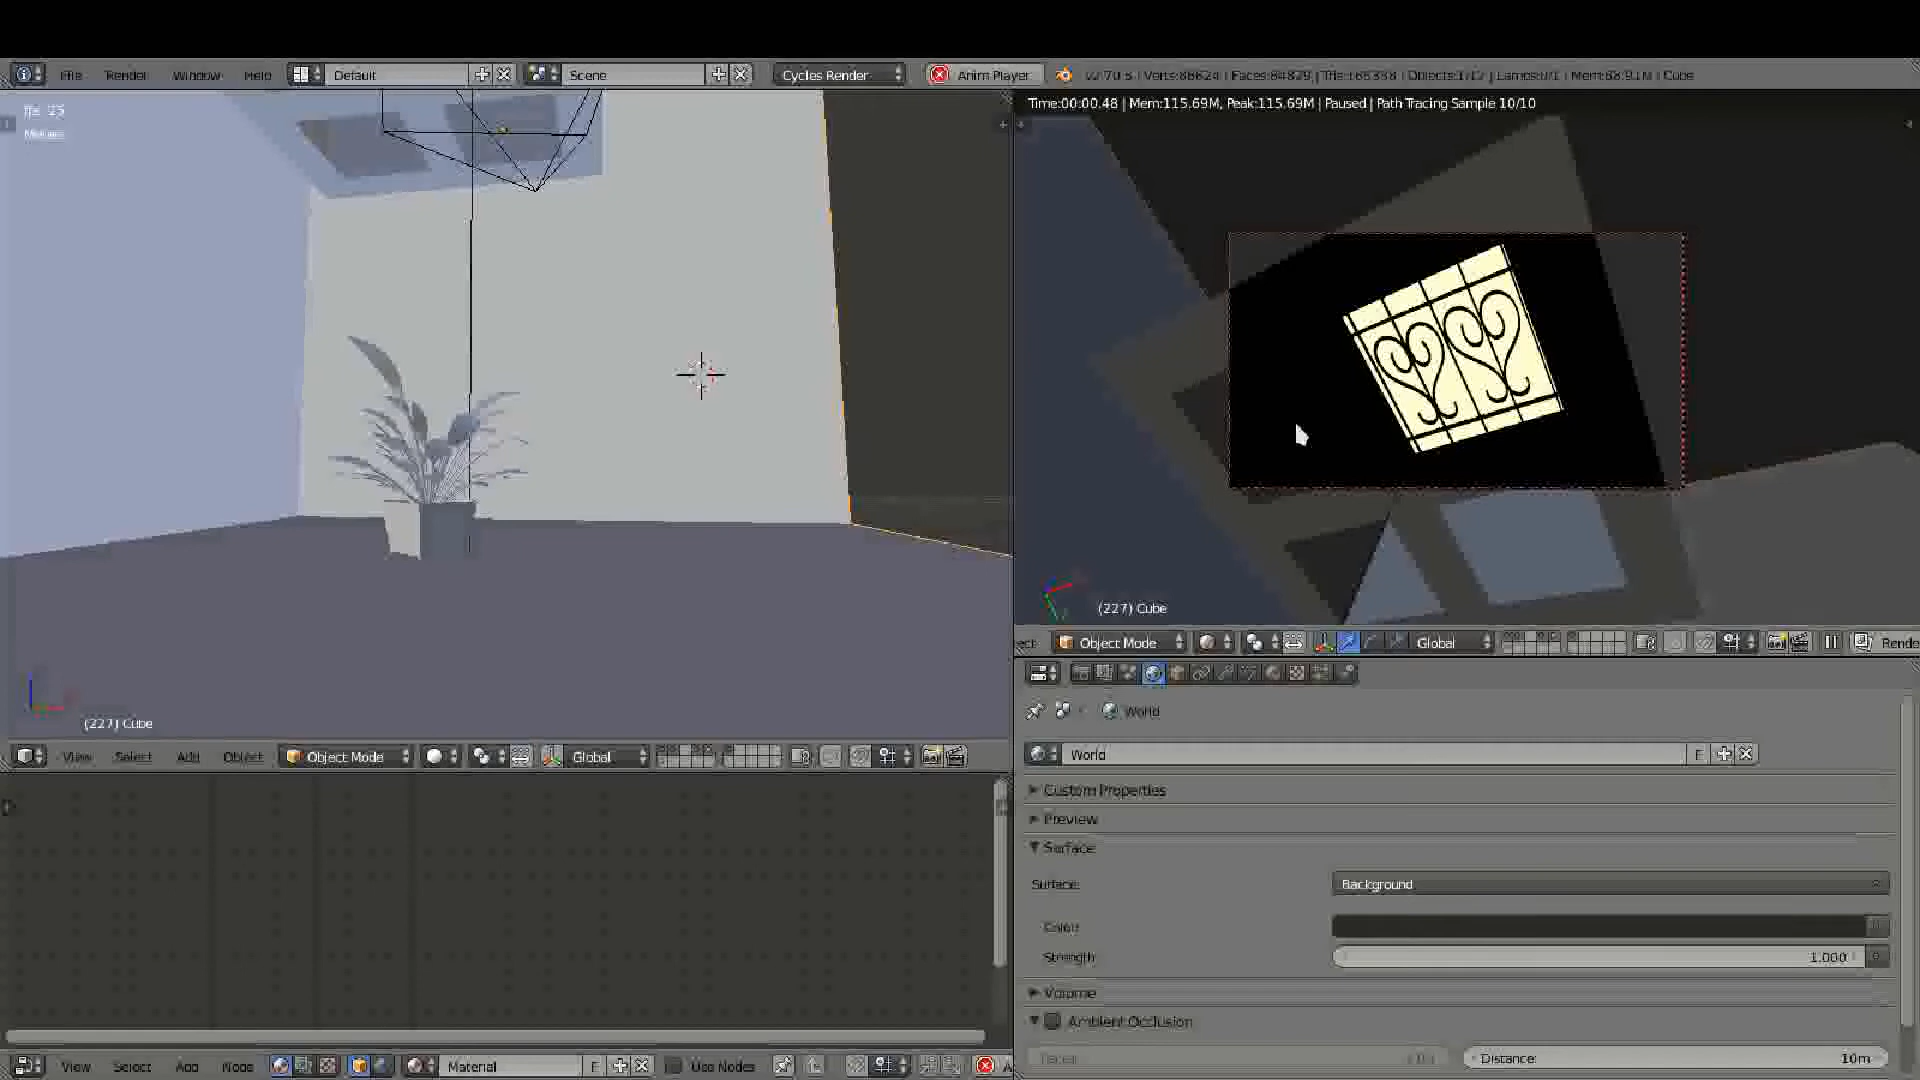 File Render Window Help Default Scene Cycles Render Anim Player
Time:00:00.48 | Mem:115.69M, Peak:115.69M | Paused | Path Tracing Sample 10/10
(227) Cube
Object Mode Global
(227) Cube
View Select Add Object Object Mode Global
World
World F
Custom Properties
Preview
Surface
Surface: Background
Color:
Strength: 1.000
Volume
Ambient Occlusion
Distance: 10m
View Select Add Node Material F Use Nodes